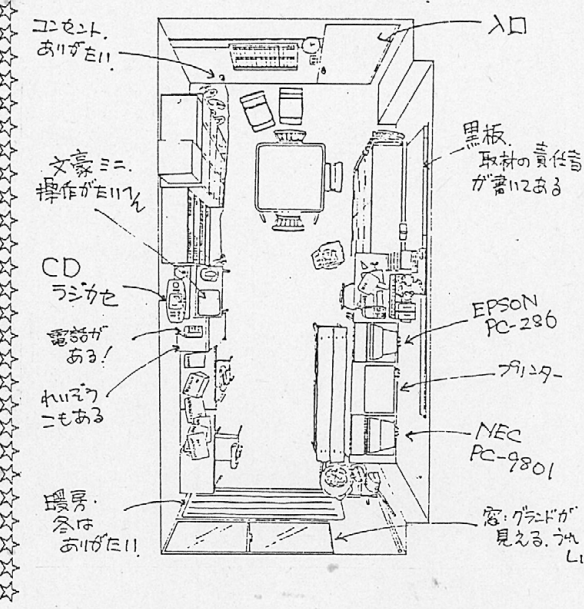 コンセント.
ありがたい.
入口
黒板.
取材の責任者
が書いてある
文豪ミニ.
操作がたいへん
CD
ラジカセ
電話が
ある!
れいぞう
こもある
EPSON
PC-286
プリンター
NEC
PC-9801
暖房.
冬は
ありがたい.
窓:グランドが
見える.うれ
しい